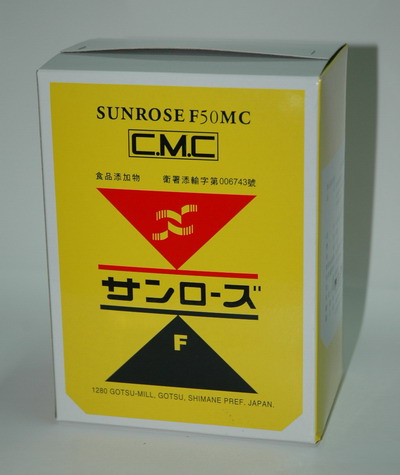 SUNROSE F50MC
C.M.C
食品添加物 衛署添輸字第006743號
サンローズ
F
1280 GOTSU-MILL, GOTSU, SHIMANE PREF. JAPAN.